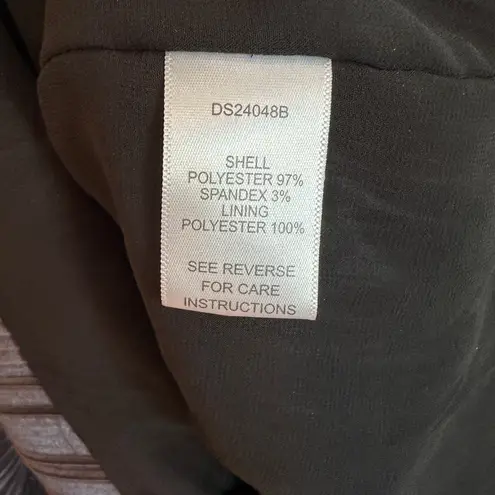 DS24048B
SHELL
POLYESTER 97%
SPANDEX 3%
LINING
POLYESTER 100%
SEE REVERSE
FOR CARE
INSTRUCTIONS